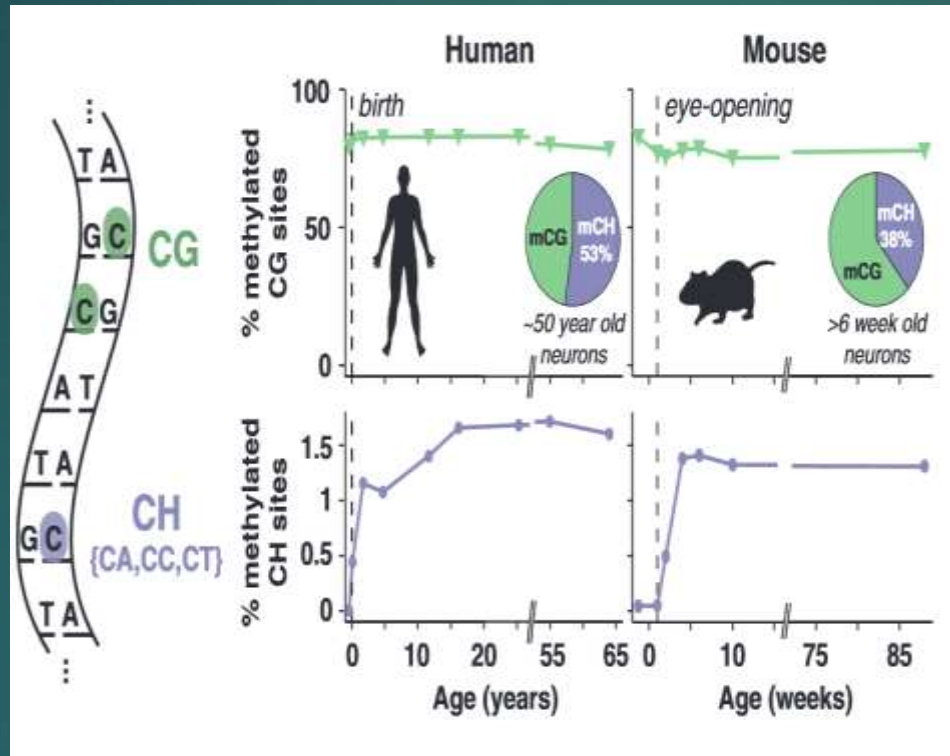 ⋮
T A
G C
CG
C G
A T
T A
G C
CH
{CA,CC,CT}
T A
⋮
Human
Mouse
% methylated
CG sites
100
50
0
birth
eye-opening
mCG
mCH
53%
~50 year old
neurons
mCH
38%
mCG
>6 week old
neurons
% methylated
CH sites
1.5
1
0.5
0
0 10 20 55 65
Age (years)
0 10 75 85
Age (weeks)